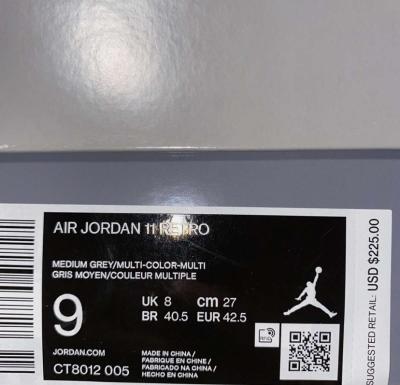 AIR JORDAN 11 RETRO
MEDIUM GREY/MULTI-COLOR-MULTI
GRIS MOYEN/COULEUR MULTIPLE
9
UK 8 cm 27
BR 40.5 EUR 42.5
JORDAN.COM
CT8012 005
MADE IN CHINA /
FABRIQUE EN CHINE /
FABRICADO NA CHINA /
HECHO EN CHINA
SUGGESTED RETAIL: USD $225.00